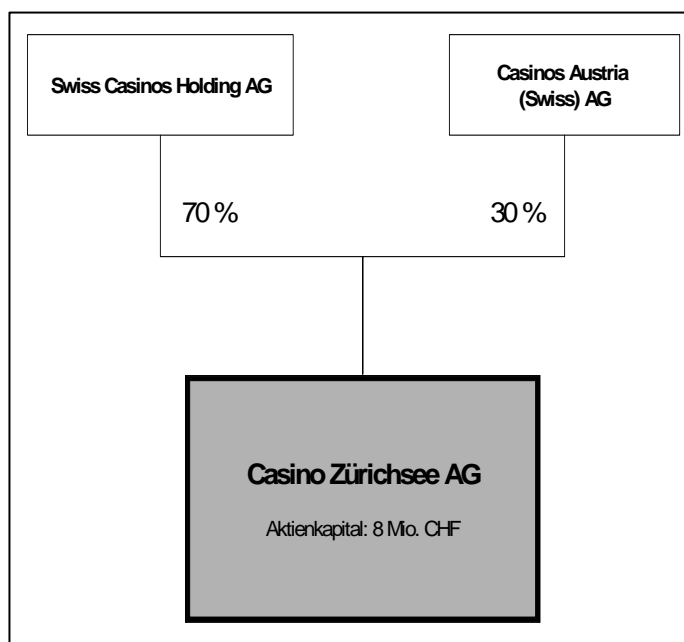 Swiss Casinos Holding AG
Casinos Austria
(Swiss) AG
70 %
30 %
Casino Zürichsee AG
Aktienkapital: 8 Mio. CHF